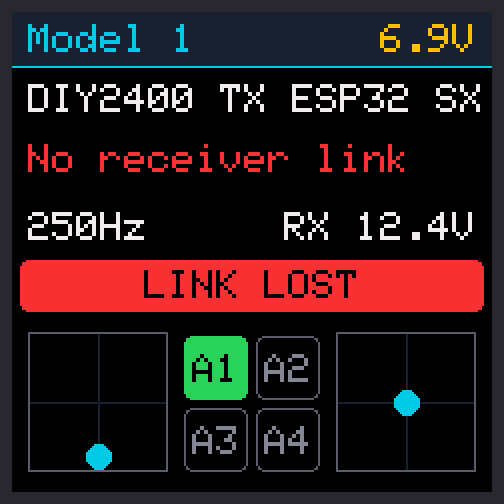 Model 1 6.9V
DIY2400 TX ESP32 SX
No receiver link
250Hz RX 12.4V
LINK LOST
A1 A2
A3 A4